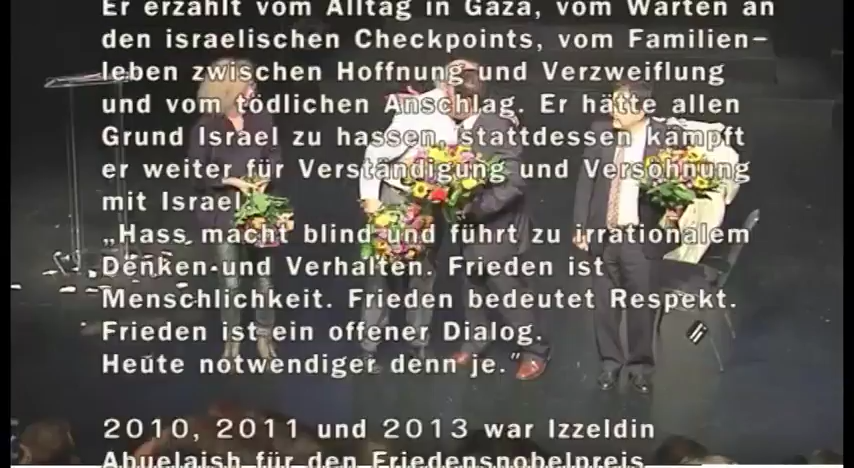 Er erzählt vom Alltag in Gaza, vom Warten an
den israelischen Checkpoints, vom Familien-
leben zwischen Hoffnung und Verzweiflung
und vom tödlichen Anschlag. Er hätte allen
Grund Israel zu hassen, stattdessen kämpft
er weiter für Verständigung und Versöhnung
mit Israel.
„Hass macht blind und führt zu irrationalem
Denken und Verhalten. Frieden ist
Menschlichkeit. Frieden bedeutet Respekt.
Frieden ist ein offener Dialog.
Heute notwendiger denn je."
2010, 2011 und 2013 war Izzeldin
Abuelaish für den Friedensnobelpreis